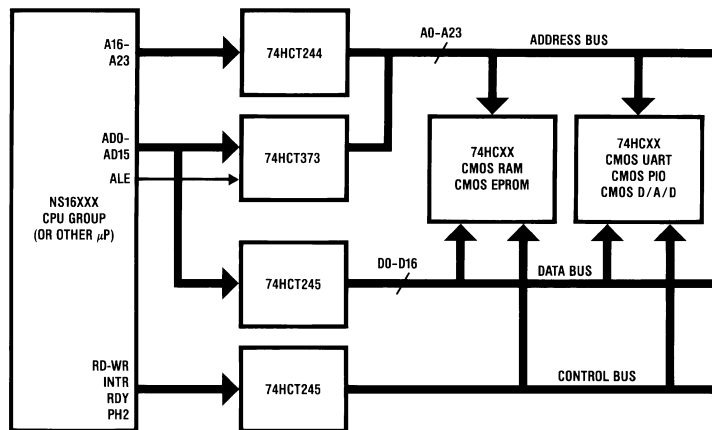 A16–
A23
74HCT244
A0–A23
ADDRESS BUS
AD0–
AD15
ALE
74HCT373
74HCXX
CMOS RAM
CMOS EPROM
74HCXX
CMOS UART
CMOS PIO
CMOS D/A/D
NS16XXX
CPU GROUP
(OR OTHER μP)
74HCT245
D0–D16
DATA BUS
RD-WR
INTR
RDY
PH2
74HCT245
CONTROL BUS